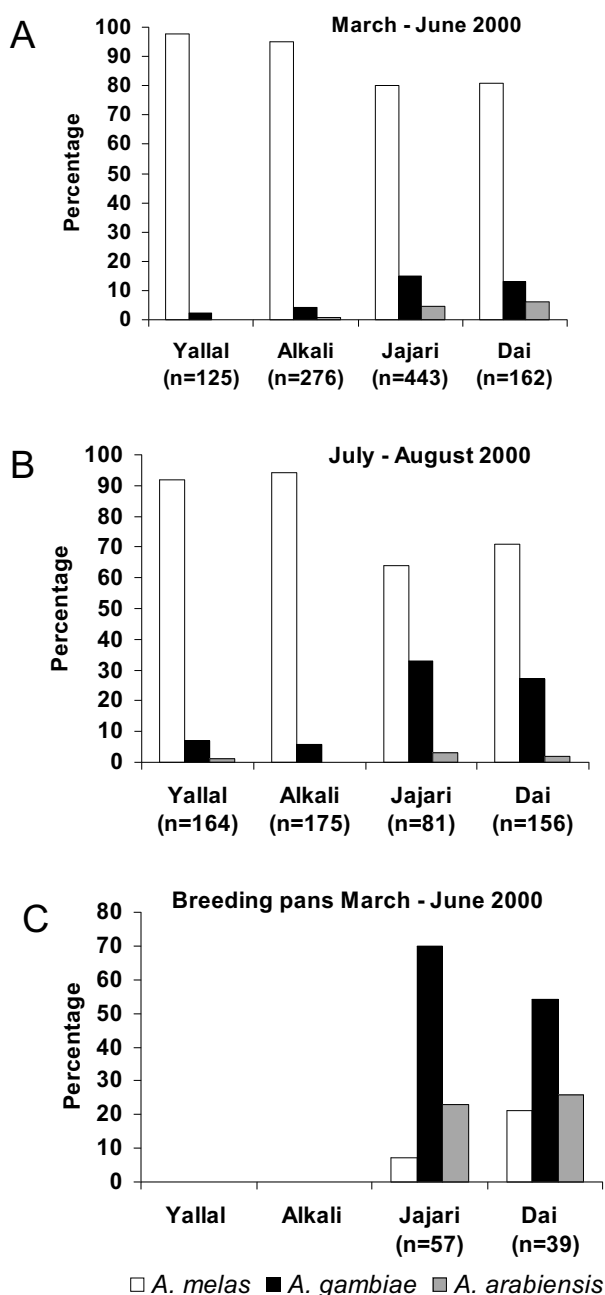 A
March - June 2000
Percentage
100
90
80
70
60
50
40
30
20
10
0
Yallal Alkali Jajari Dai
(n=125) (n=276) (n=443) (n=162)
B
July - August 2000
Percentage
100
90
80
70
60
50
40
30
20
10
0
Yallal Alkali Jajari Dai
(n=164) (n=175) (n=81) (n=156)
C
Breeding pans March - June 2000
Percentage
80
70
60
50
40
30
20
10
0
Yallal Alkali Jajari Dai
(n=57) (n=39)
A. melas A. gambiae A. arabiensis